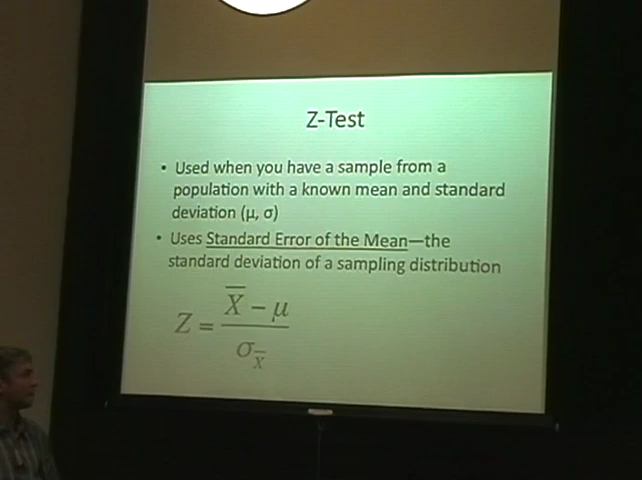 Z-Test
• Used when you have a sample from a
population with a known mean and standard
deviation (μ, σ)
• Uses Standard Error of the Mean—the
standard deviation of a sampling distribution
Z = (X̅ − μ) / σ_X̅